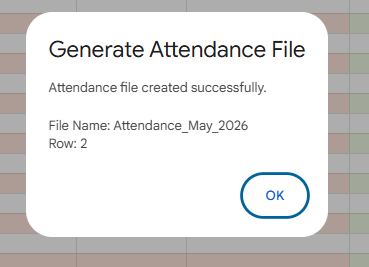 Generate Attendance File
Attendance file created successfully.
File Name: Attendance_May_2026
Row: 2
OK